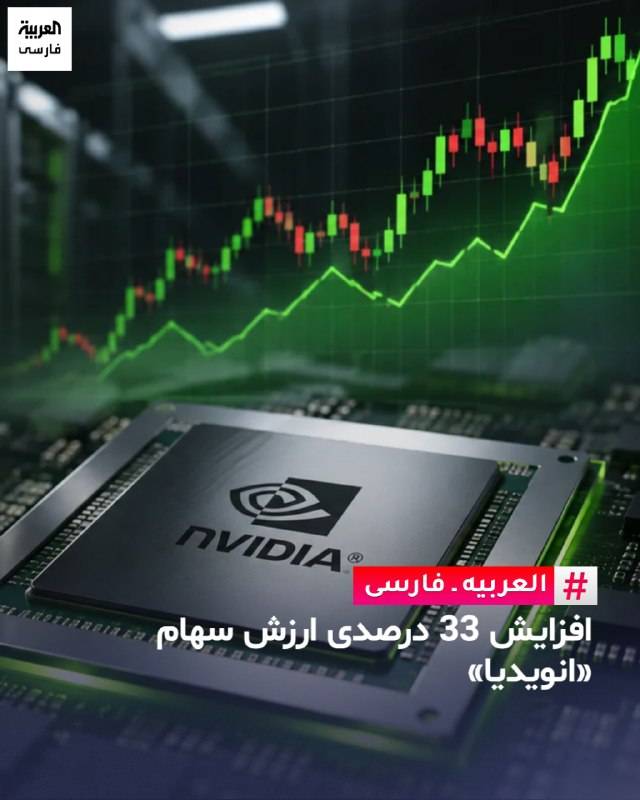 العربية
فارسی
nVIDIA®
# العربیه ـ فارسی
افزایش 33 درصدی ارزش سهام
«انویدیا»